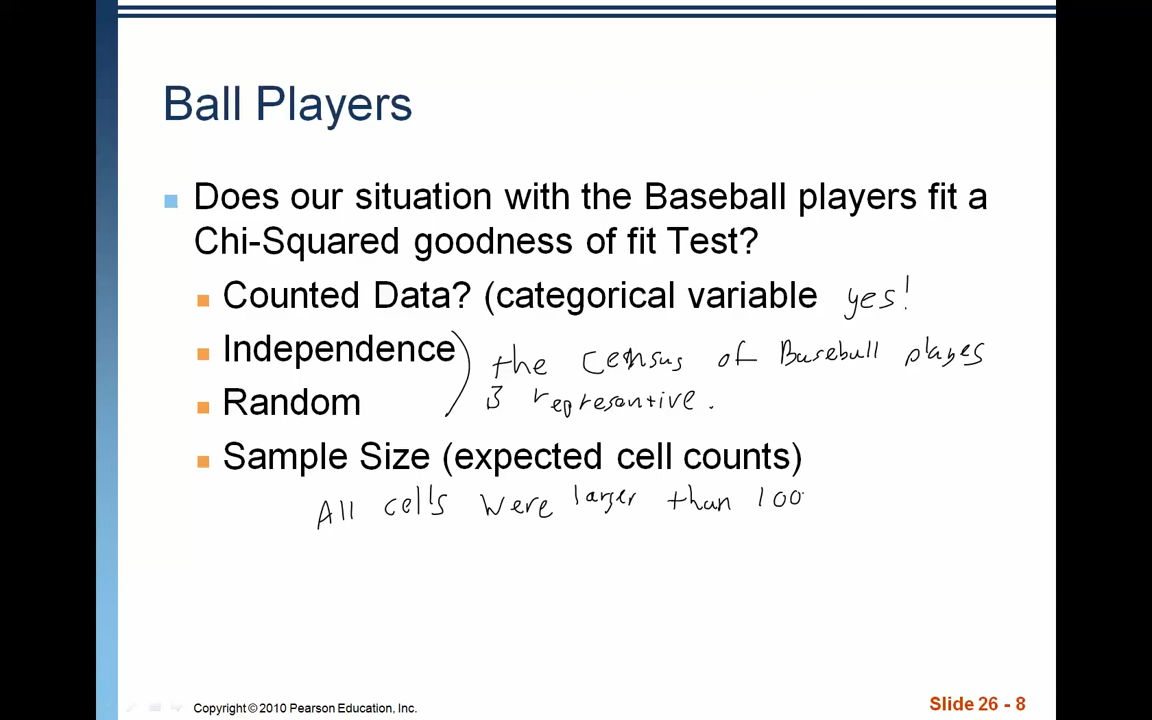 Ball Players
Does our situation with the Baseball players fit a
Chi-Squared goodness of fit Test?
Counted Data? (categorical variable yes!
Independence the census of Baseball players
Random is represontive.
Sample Size (expected cell counts)
All cells were larger than 100
Copyright © 2010 Pearson Education, Inc.
Slide 26 - 8